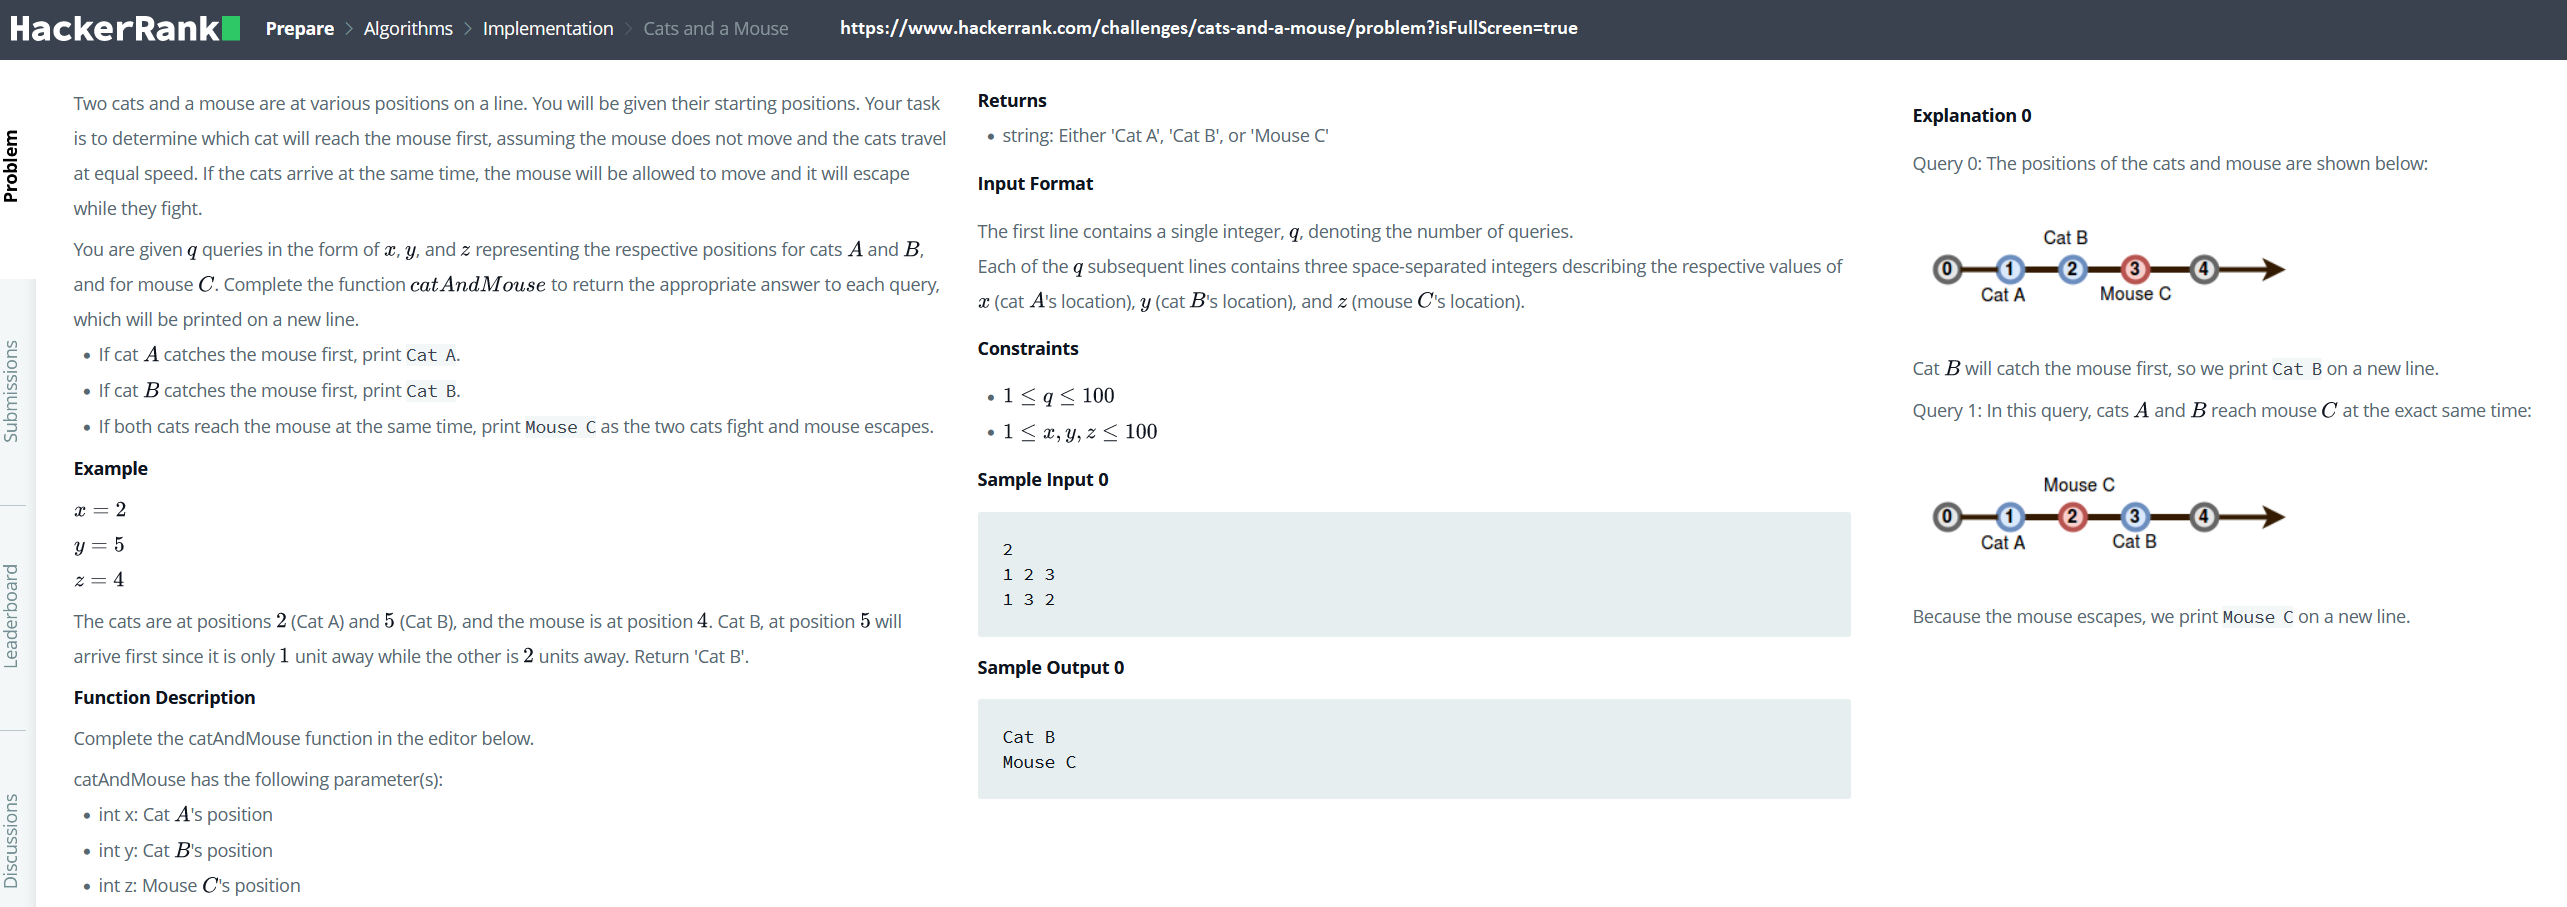 HackerRank Prepare > Algorithms > Implementation > Cats and a Mouse https://www.hackerrank.com/challenges/cats-and-a-mouse/problem?isFullScreen=true
Problem
Submissions
Leaderboard
Discussions
Two cats and a mouse are at various positions on a line. You will be given their starting positions. Your task
is to determine which cat will reach the mouse first, assuming the mouse does not move and the cats travel
at equal speed. If the cats arrive at the same time, the mouse will be allowed to move and it will escape
while they fight.
You are given q queries in the form of x, y, and z representing the respective positions for cats A and B,
and for mouse C. Complete the function catAndMouse to return the appropriate answer to each query,
which will be printed on a new line.
• If cat A catches the mouse first, print Cat A.
• If cat B catches the mouse first, print Cat B.
• If both cats reach the mouse at the same time, print Mouse C as the two cats fight and mouse escapes.
Example
x = 2
y = 5
z = 4
The cats are at positions 2 (Cat A) and 5 (Cat B), and the mouse is at position 4. Cat B, at position 5 will
arrive first since it is only 1 unit away while the other is 2 units away. Return 'Cat B'.
Function Description
Complete the catAndMouse function in the editor below.
catAndMouse has the following parameter(s):
• int x: Cat A's position
• int y: Cat B's position
• int z: Mouse C's position
Returns
• string: Either 'Cat A', 'Cat B', or 'Mouse C'
Input Format
The first line contains a single integer, q, denoting the number of queries.
Each of the q subsequent lines contains three space-separated integers describing the respective values of
x (cat A's location), y (cat B's location), and z (mouse C's location).
Constraints
• 1 ≤ q ≤ 100
• 1 ≤ x, y, z ≤ 100
Sample Input 0
2
1 2 3
1 3 2
Sample Output 0
Cat B
Mouse C
Explanation 0
Query 0: The positions of the cats and mouse are shown below:
Cat B
0 1 2 3 4
Cat A Mouse C
Cat B will catch the mouse first, so we print Cat B on a new line.
Query 1: In this query, cats A and B reach mouse C at the exact same time:
Mouse C
0 1 2 3 4
Cat A Cat B
Because the mouse escapes, we print Mouse C on a new line.